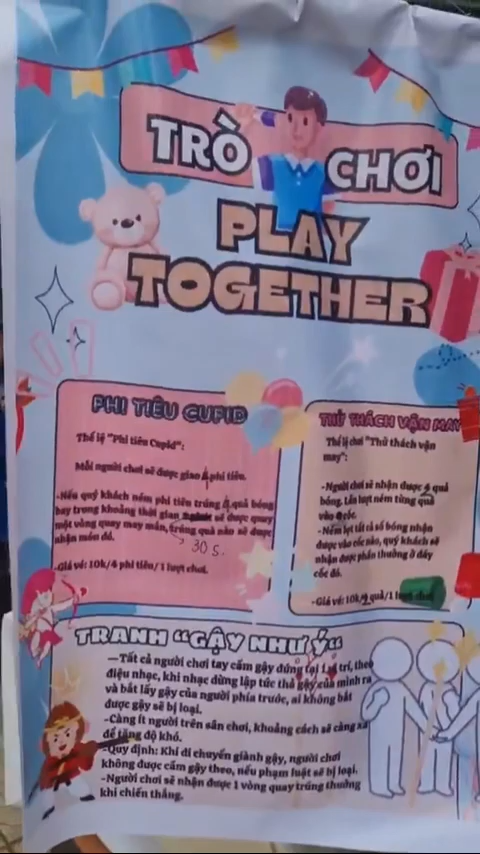 TRÒ CHƠI
PLAY
TOGETHER
PHI TIÊU CUPID
Thể lệ "Phi tiêu Cupid":
Mỗi người chơi sẽ được giao 4 phi tiêu.
-Nếu quý khách ném phi tiêu trúng quả bóng
bay trong khoảng thời gian sẽ được quay
một vòng quay may mắn, trúng quà nào sẽ được
nhận món đó.
30 s.
-Giá vé: 10k/4 phi tiêu/1 lượt chơi.
THỬ THÁCH VẬN MAY
Thể lệ chơi "Thử thách vận
may":
-Người chơi sẽ nhận được 4 quả
bóng. Lần lượt ném từng quả
vào cốc.
-Nếm lọt tất cả số bóng nhận
được vào cốc nào, quý khách sẽ
nhận được phần thưởng ở đáy
cốc đó.
-Giá vé: 10k/4 quả/1 lượt chơi
TRANH "GẬY NHƯ Ý"
—Tất cả người chơi tay cầm gậy đứng tại 1 vị trí, theo
điệu nhạc, khi nhạc dừng lập tức thả gậy của mình ra
và bắt lấy gậy của người phía trước, ai không bắt
được gậy sẽ bị loại.
-Càng ít người trên sân chơi, khoảng cách sẽ càng xa
để tăng độ khó.
-Quy định: Khi di chuyển giành gậy, người chơi
không được cầm gậy theo, nếu phạm luật sẽ bị loại.
-Người chơi sẽ nhận được 1 vòng quay trúng thưởng
khi chiến thắng.